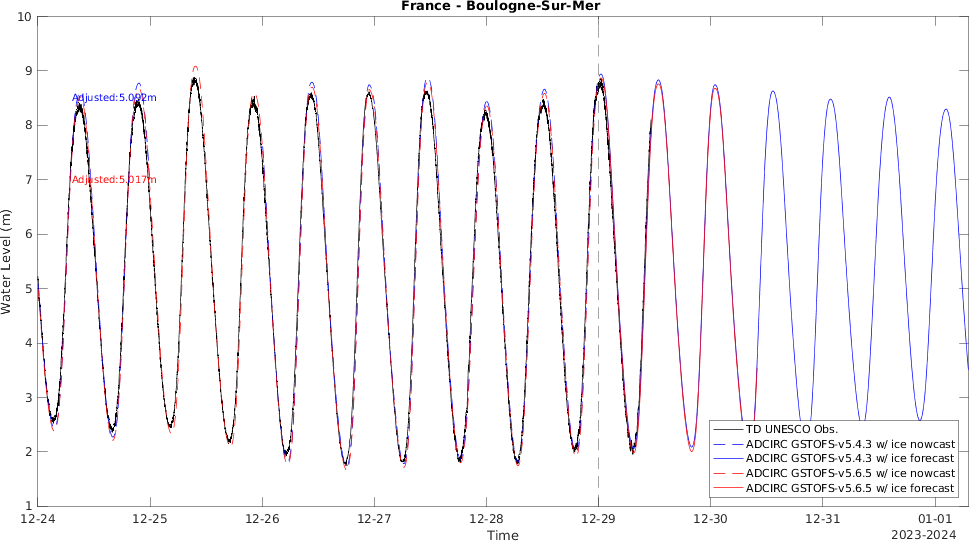 France - Boulogne-Sur-Mer
10
9
8
7
6
5
4
3
2
1
Water Level (m)
Adjusted:5.092m
Adjusted:5.017m
TD UNESCO Obs.
ADCIRC GSTOFS-v5.4.3 w/ ice nowcast
ADCIRC GSTOFS-v5.4.3 w/ ice forecast
ADCIRC GSTOFS-v5.6.5 w/ ice nowcast
ADCIRC GSTOFS-v5.6.5 w/ ice forecast
12-24 12-25 12-26 12-27 12-28 12-29 12-30 12-31 01-01
Time
2023-2024